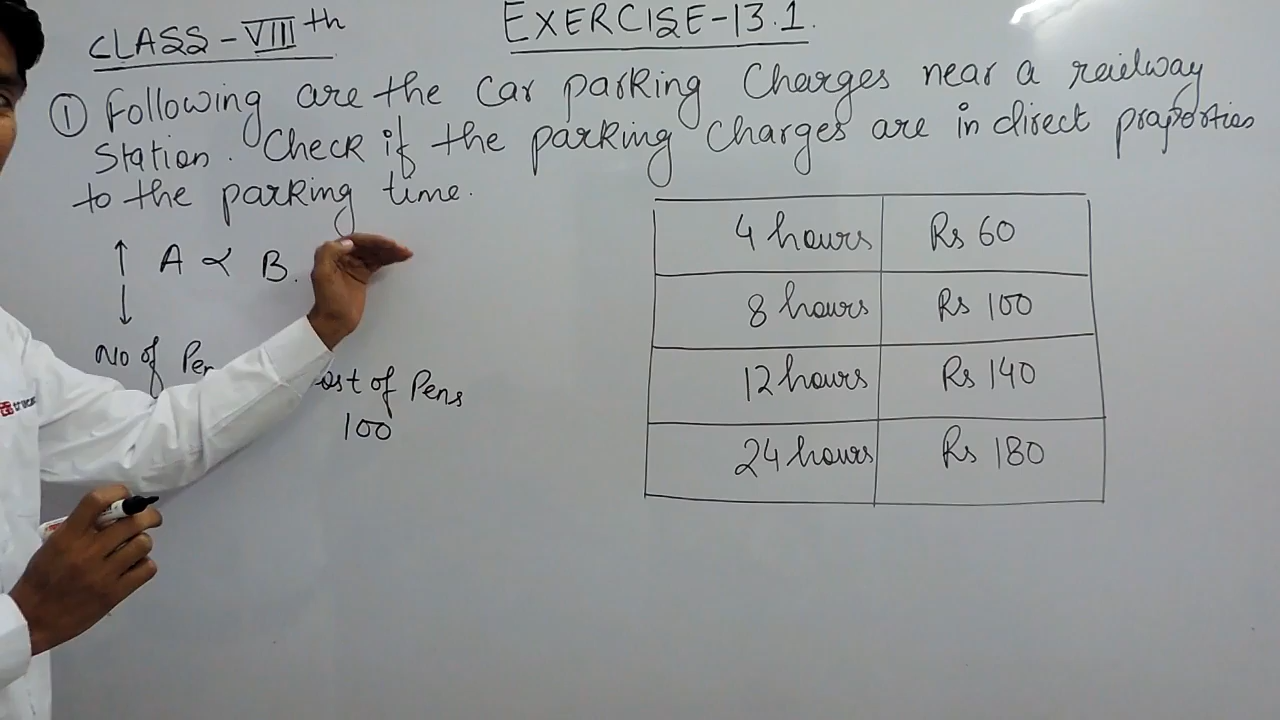 CLASS - VIII th
EXERCISE - 13.1.
① Following are the Car parking Charges near a railway
Station. Check if the parking Charges are in direct proportion
to the parking time.
↑ A ∝ B.
↓
No of Pen
ost of Pens
100
4 hours Rs 60
8 hours Rs 100
12 hours Rs 140
24 hours Rs 180